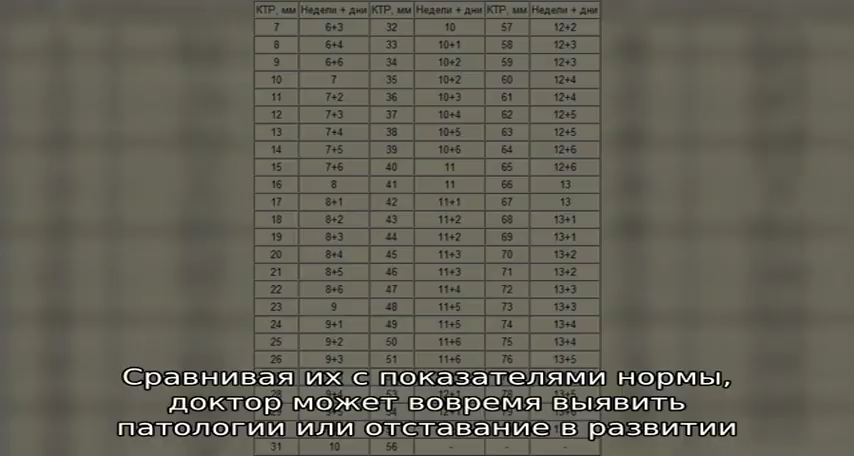 КТР, мм Недели + дни КТР, мм Недели + дни КТР, мм Недели + дни
7 6+3 32 10 57 12+2
8 6+4 33 10+1 58 12+3
9 6+6 34 10+2 59 12+3
10 7 35 10+2 60 12+4
11 7+2 36 10+3 61 12+4
12 7+3 37 10+4 62 12+5
13 7+4 38 10+5 63 12+5
14 7+5 39 10+6 64 12+6
15 7+6 40 11 65 12+6
16 8 41 11 66 13
17 8+1 42 11+1 67 13
18 8+2 43 11+2 68 13+1
19 8+3 44 11+2 69 13+1
20 8+4 45 11+3 70 13+2
21 8+5 46 11+3 71 13+2
22 8+6 47 11+4 72 13+3
23 9 48 11+5 73 13+3
24 9+1 49 11+5 74 13+4
25 9+2 50 11+6 75 13+4
26 9+3 51 11+6 76 13+5
Сравнивая их с показателями нормы,
доктор может вовремя выявить
патологии или отставание в развитии
31 10 56 - - -